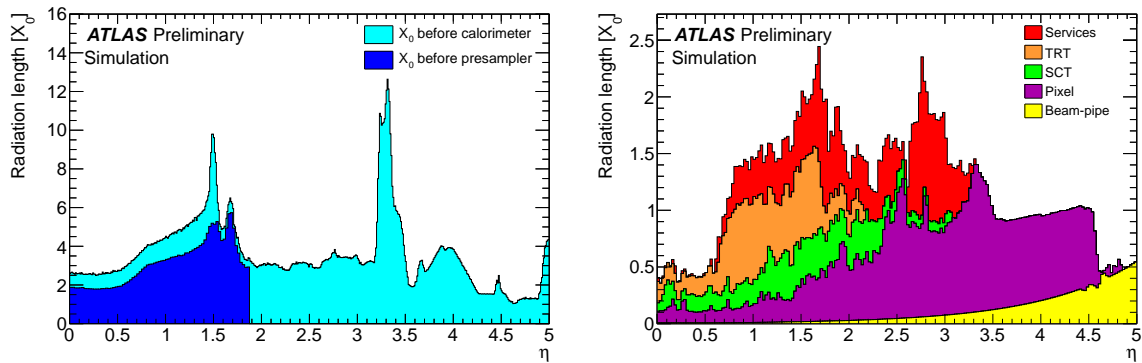 Radiation length [X0]
16
14
12
10
8
6
4
2
0
ATLAS Preliminary
Simulation
X0 before calorimeter
X0 before presampler
0 0.5 1 1.5 2 2.5 3 3.5 4 4.5 5
η
Radiation length [X0]
2.5
2
1.5
1
0.5
0
ATLAS Preliminary
Simulation
Services
TRT
SCT
Pixel
Beam-pipe
0 0.5 1 1.5 2 2.5 3 3.5 4 4.5 5
η